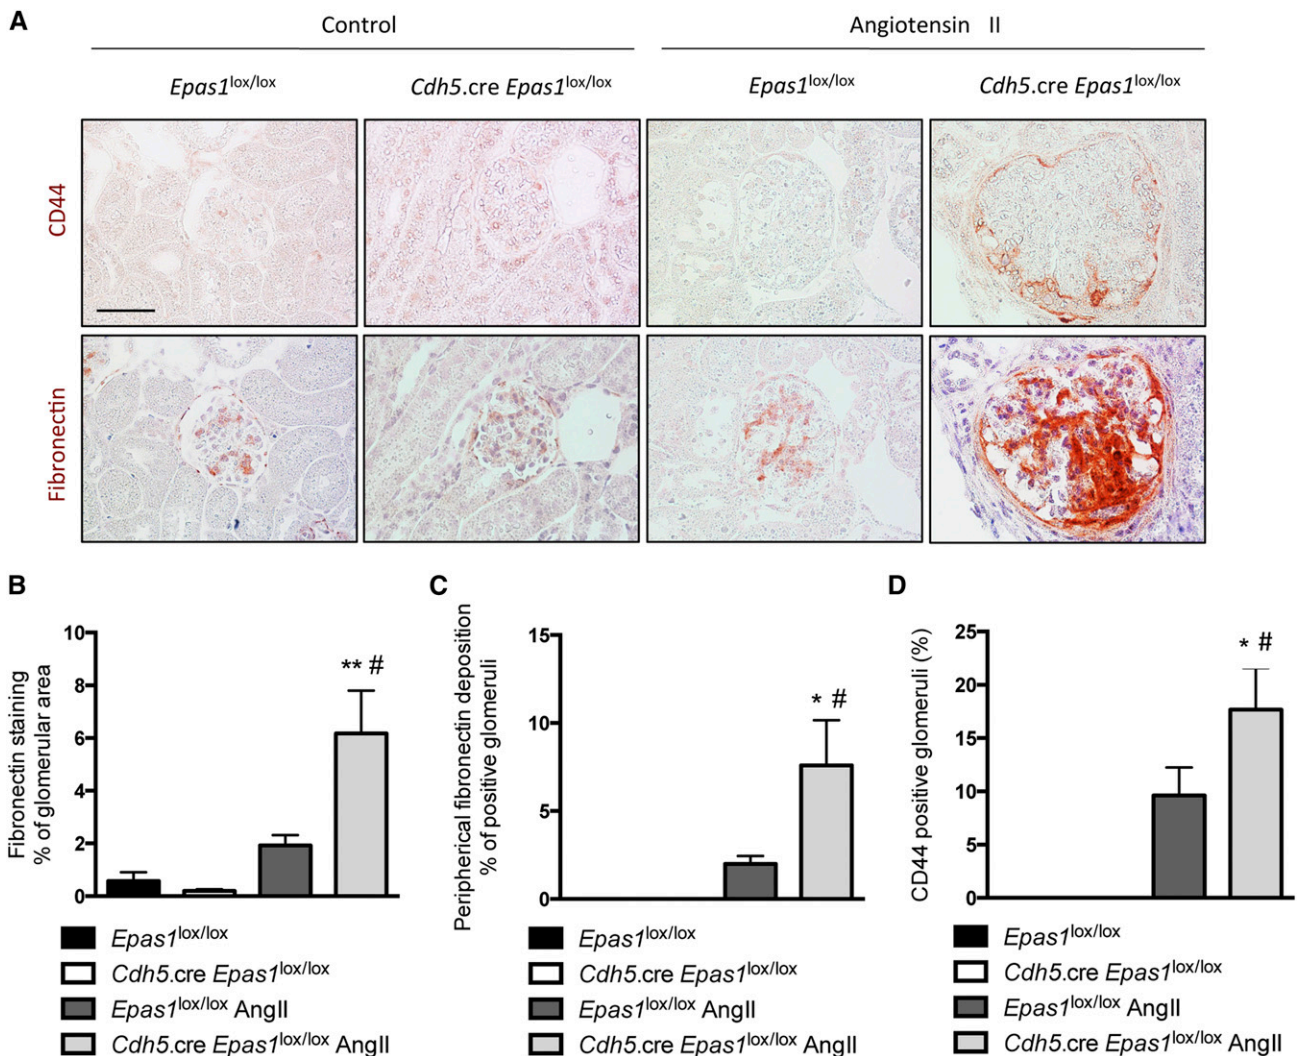 A
Control
Angiotensin II
Epas1lox/lox
Cdh5.cre Epas1lox/lox
Epas1lox/lox
Cdh5.cre Epas1lox/lox
CD44
Fibronectin
B
Fibronectin staining
% of glomerular area
10
8
6
4
2
0
** #
Epas1lox/lox
Cdh5.cre Epas1lox/lox
Epas1lox/lox AngII
Cdh5.cre Epas1lox/lox AngII
C
Peripherical fibronectin deposition
% of positive glomeruli
15
10
5
0
* #
Epas1lox/lox
Cdh5.cre Epas1lox/lox
Epas1lox/lox AngII
Cdh5.cre Epas1lox/lox AngII
D
CD44 positive glomeruli (%)
25
20
15
10
5
0
* #
Epas1lox/lox
Cdh5.cre Epas1lox/lox
Epas1lox/lox AngII
Cdh5.cre Epas1lox/lox AngII